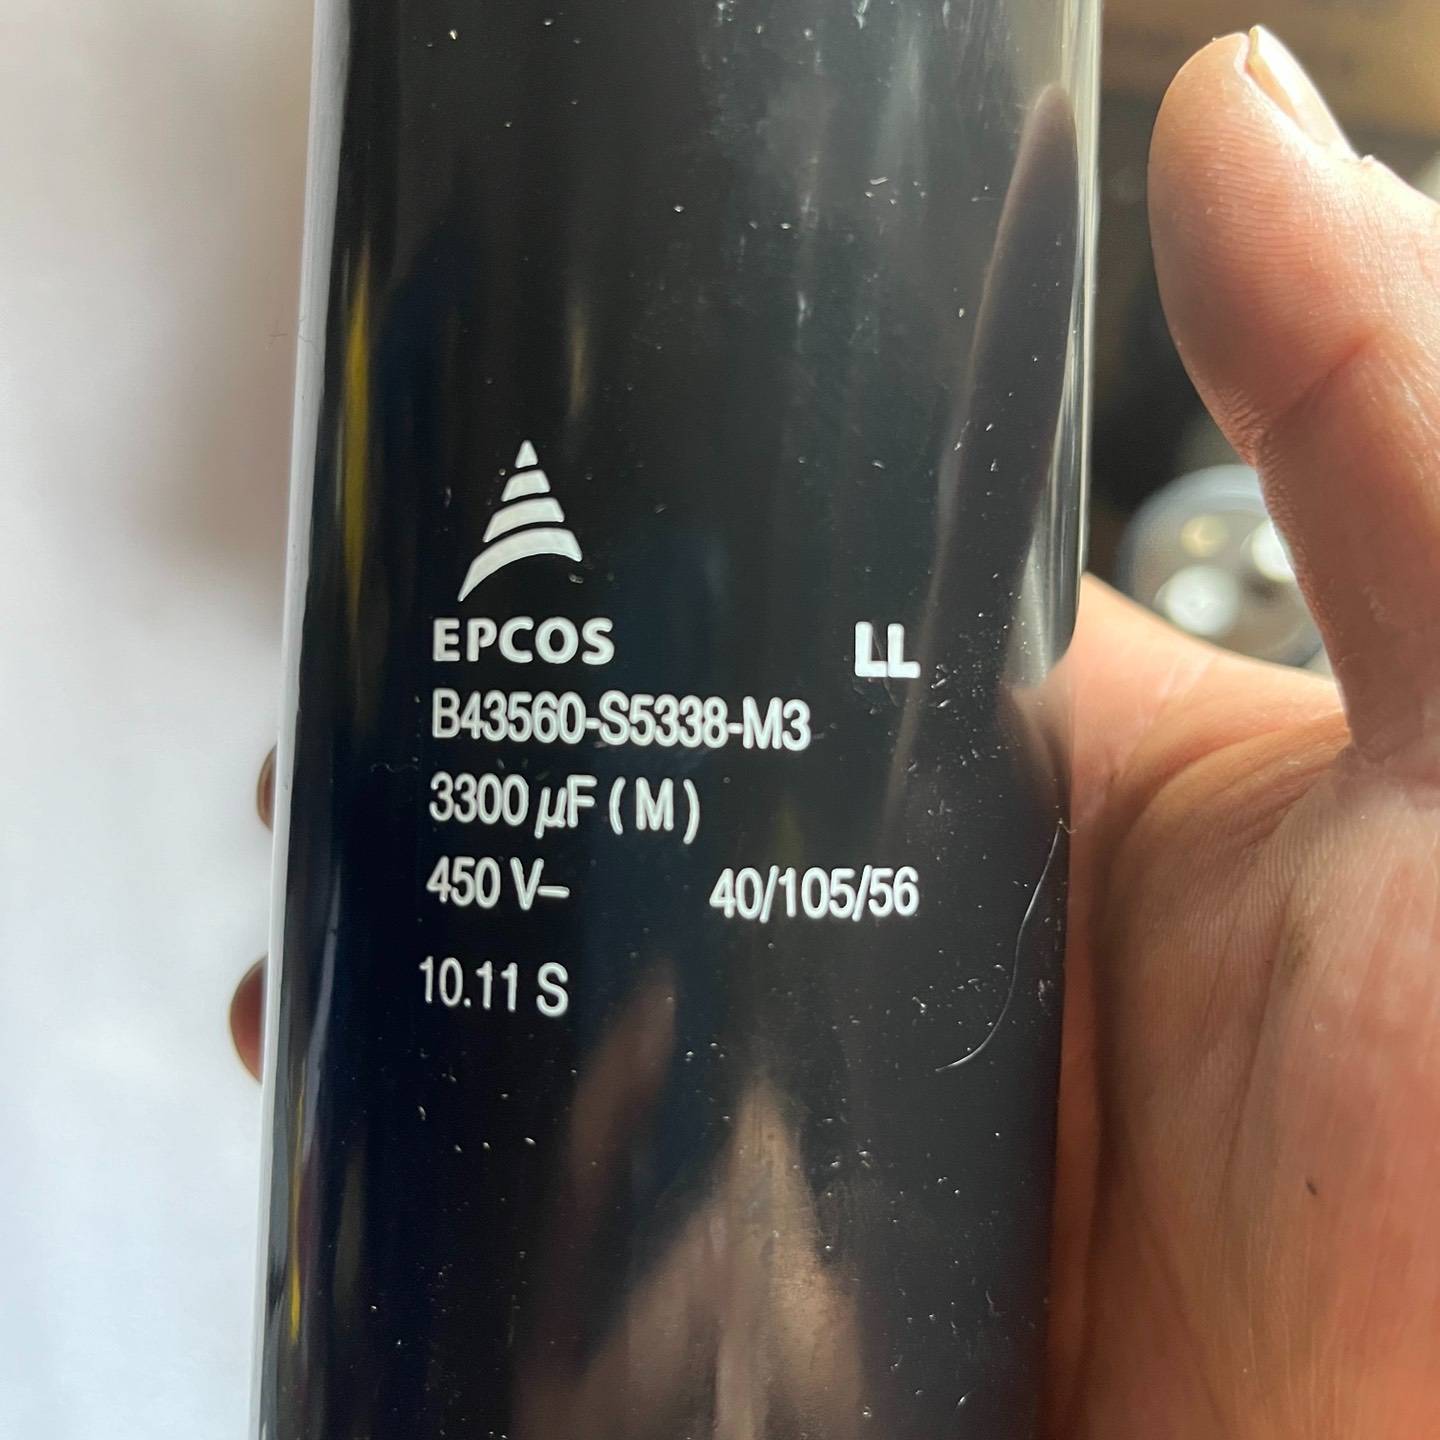 EPCOS LL
B43560-S5338-M3
3300 µF (M)
450 V– 40/105/56
10.11 S